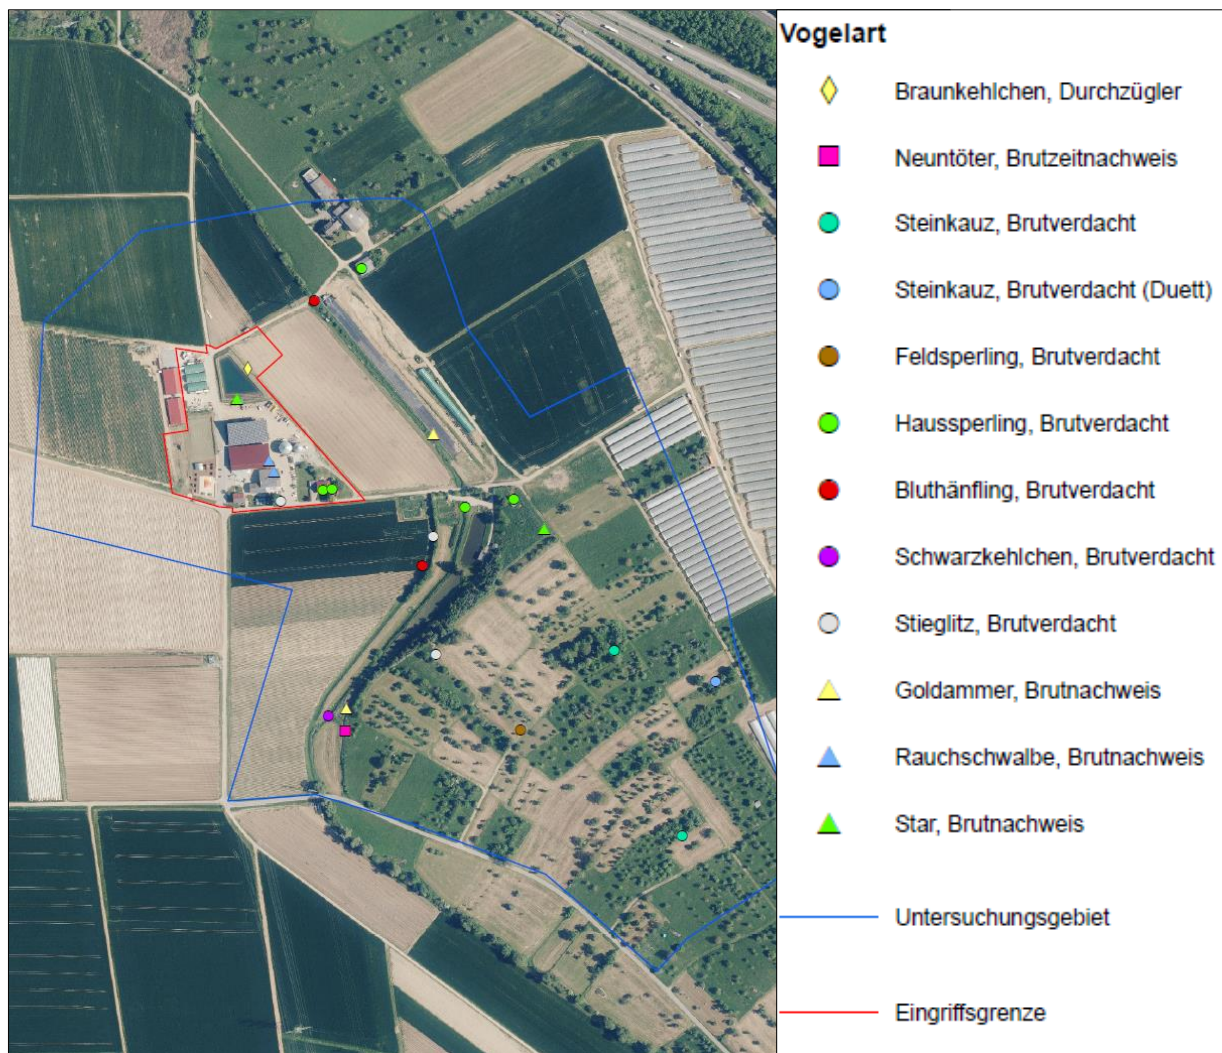 Vogelart
Braunkehlchen, Durchzügler
Neuntöter, Brutzeitnachweis
Steinkauz, Brutverdacht
Steinkauz, Brutverdacht (Duett)
Feldsperling, Brutverdacht
Haussperling, Brutverdacht
Bluthänfling, Brutverdacht
Schwarzkehlchen, Brutverdacht
Stieglitz, Brutverdacht
Goldammer, Brutnachweis
Rauchschwalbe, Brutnachweis
Star, Brutnachweis
Untersuchungsgebiet
Eingriffsgrenze